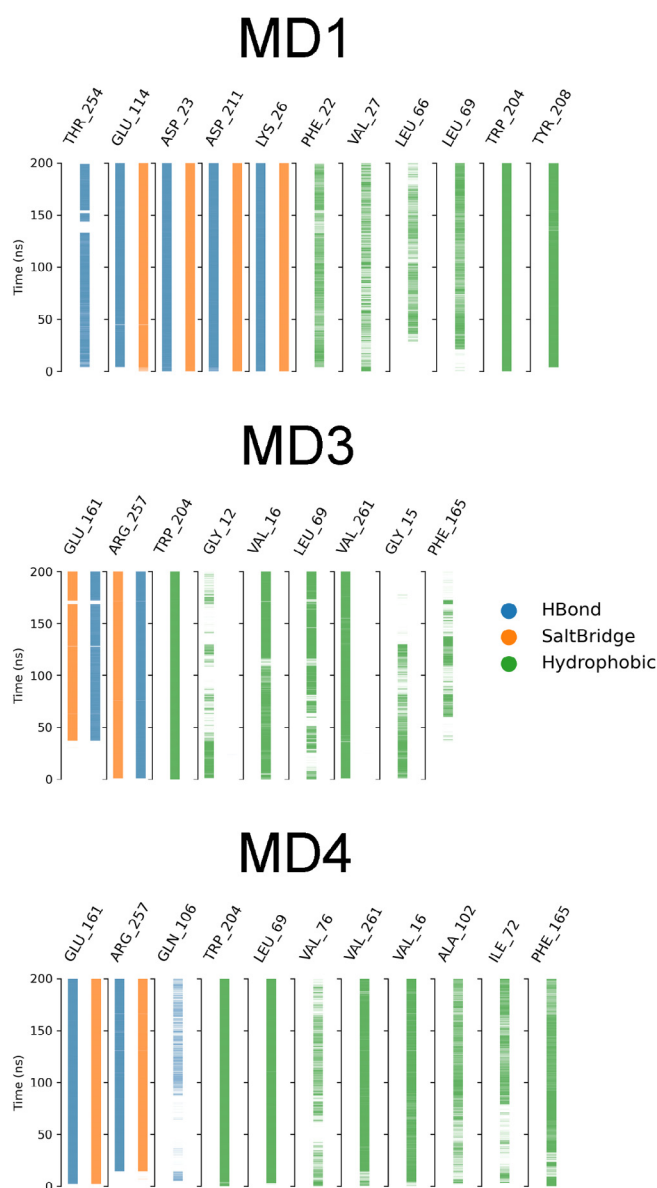 MD1
THR_254 GLU_114 ASP_23 ASP_211 LYS_26 PHE_22 VAL_27 LEU_66 LEU_69 TRP_204 TYR_208
200
150
100
50
0
Time (ns)
MD3
GLU_161 ARG_257 TRP_204 GLY_12 VAL_16 LEU_69 VAL_261 GLY_15 PHE_165
200
150
100
50
0
Time (ns)
HBond
SaltBridge
Hydrophobic
MD4
GLU_161 ARG_257 GLN_106 TRP_204 LEU_69 VAL_76 VAL_261 VAL_16 ALA_102 ILE_72 PHE_165
200
150
100
50
0
Time (ns)